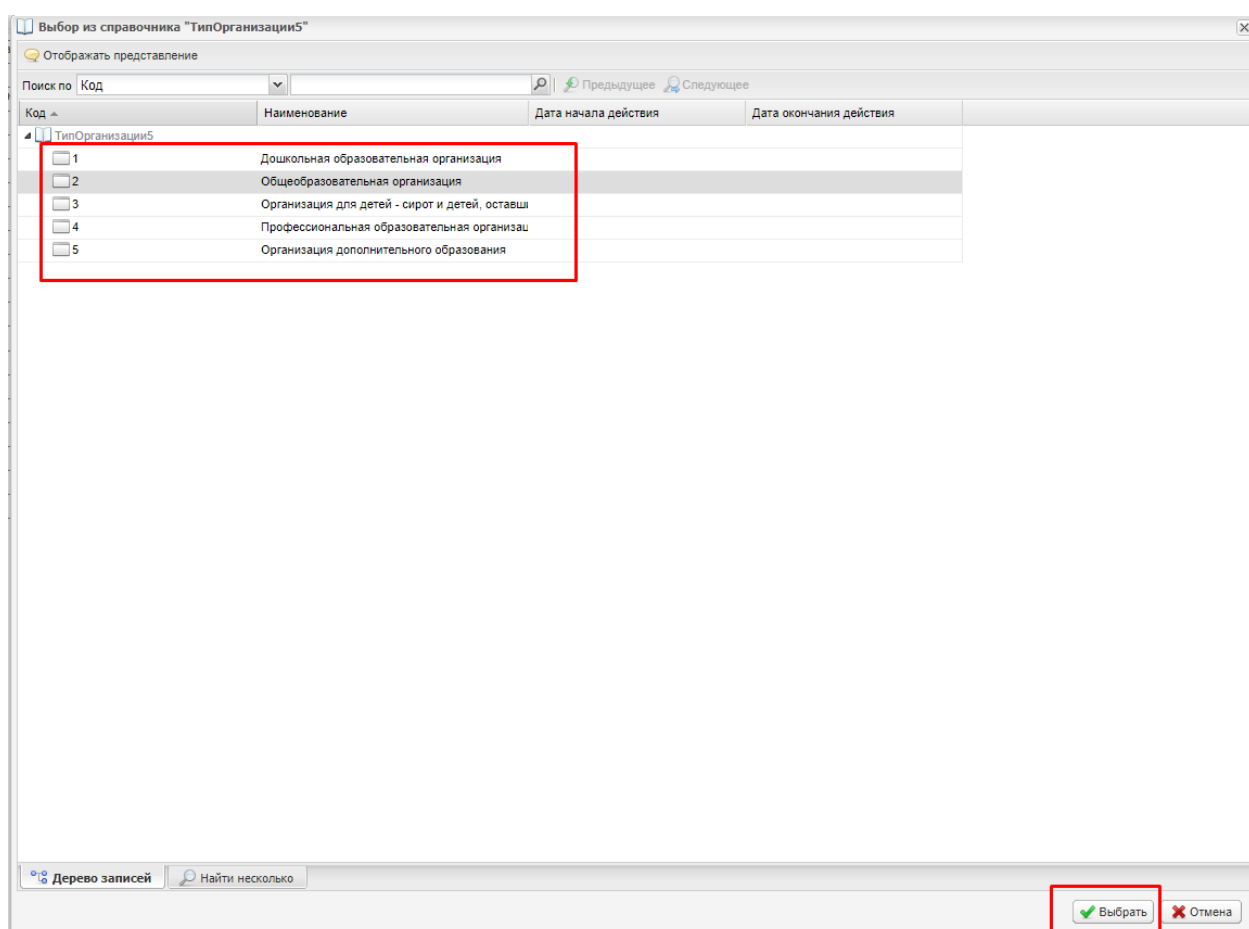 Выбор из справочника "ТипОрганизации5"
Отображать представление
Поиск по Код Предыдущее Следующее
Код Наименование Дата начала действия Дата окончания действия
ТипОрганизации5
1 Дошкольная образовательная организация
2 Общеобразовательная организация
3 Организация для детей - сирот и детей, оставши
4 Профессиональная образовательная организац
5 Организация дополнительного образования
Дерево записей Найти несколько
Выбрать Отмена